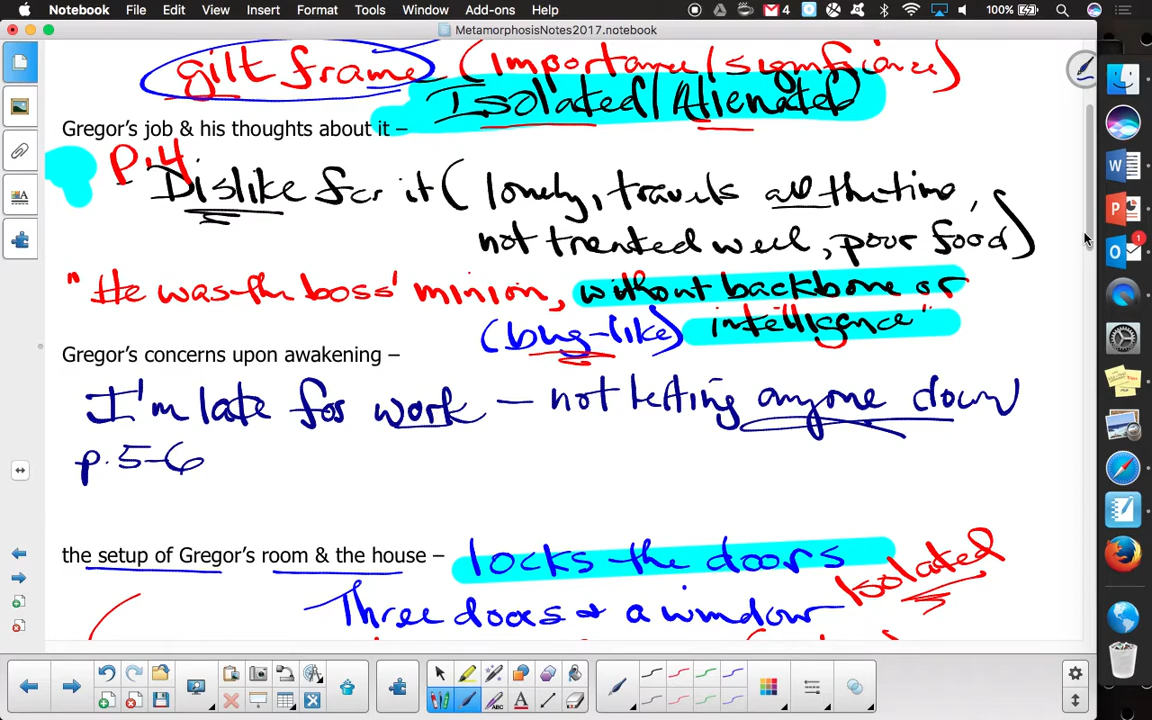 Notebook File Edit View Insert Format Tools Window Add-ons Help 4 100%
MetamorphosisNotes2017.notebook
gilt frame (importance/significance)
Isolated/Alienated
Gregor's job & his thoughts about it –
P.4
Dislike for it (lonely, travels all the time,
not treated well, poor food)
"He was the boss' minion, without backbone or
(bug-like) intelligence"
Gregor's concerns upon awakening –
I'm late for work – not letting anyone down
p.5-6
the setup of Gregor's room & the house – locks the doors
Isolated
Three doors + a window